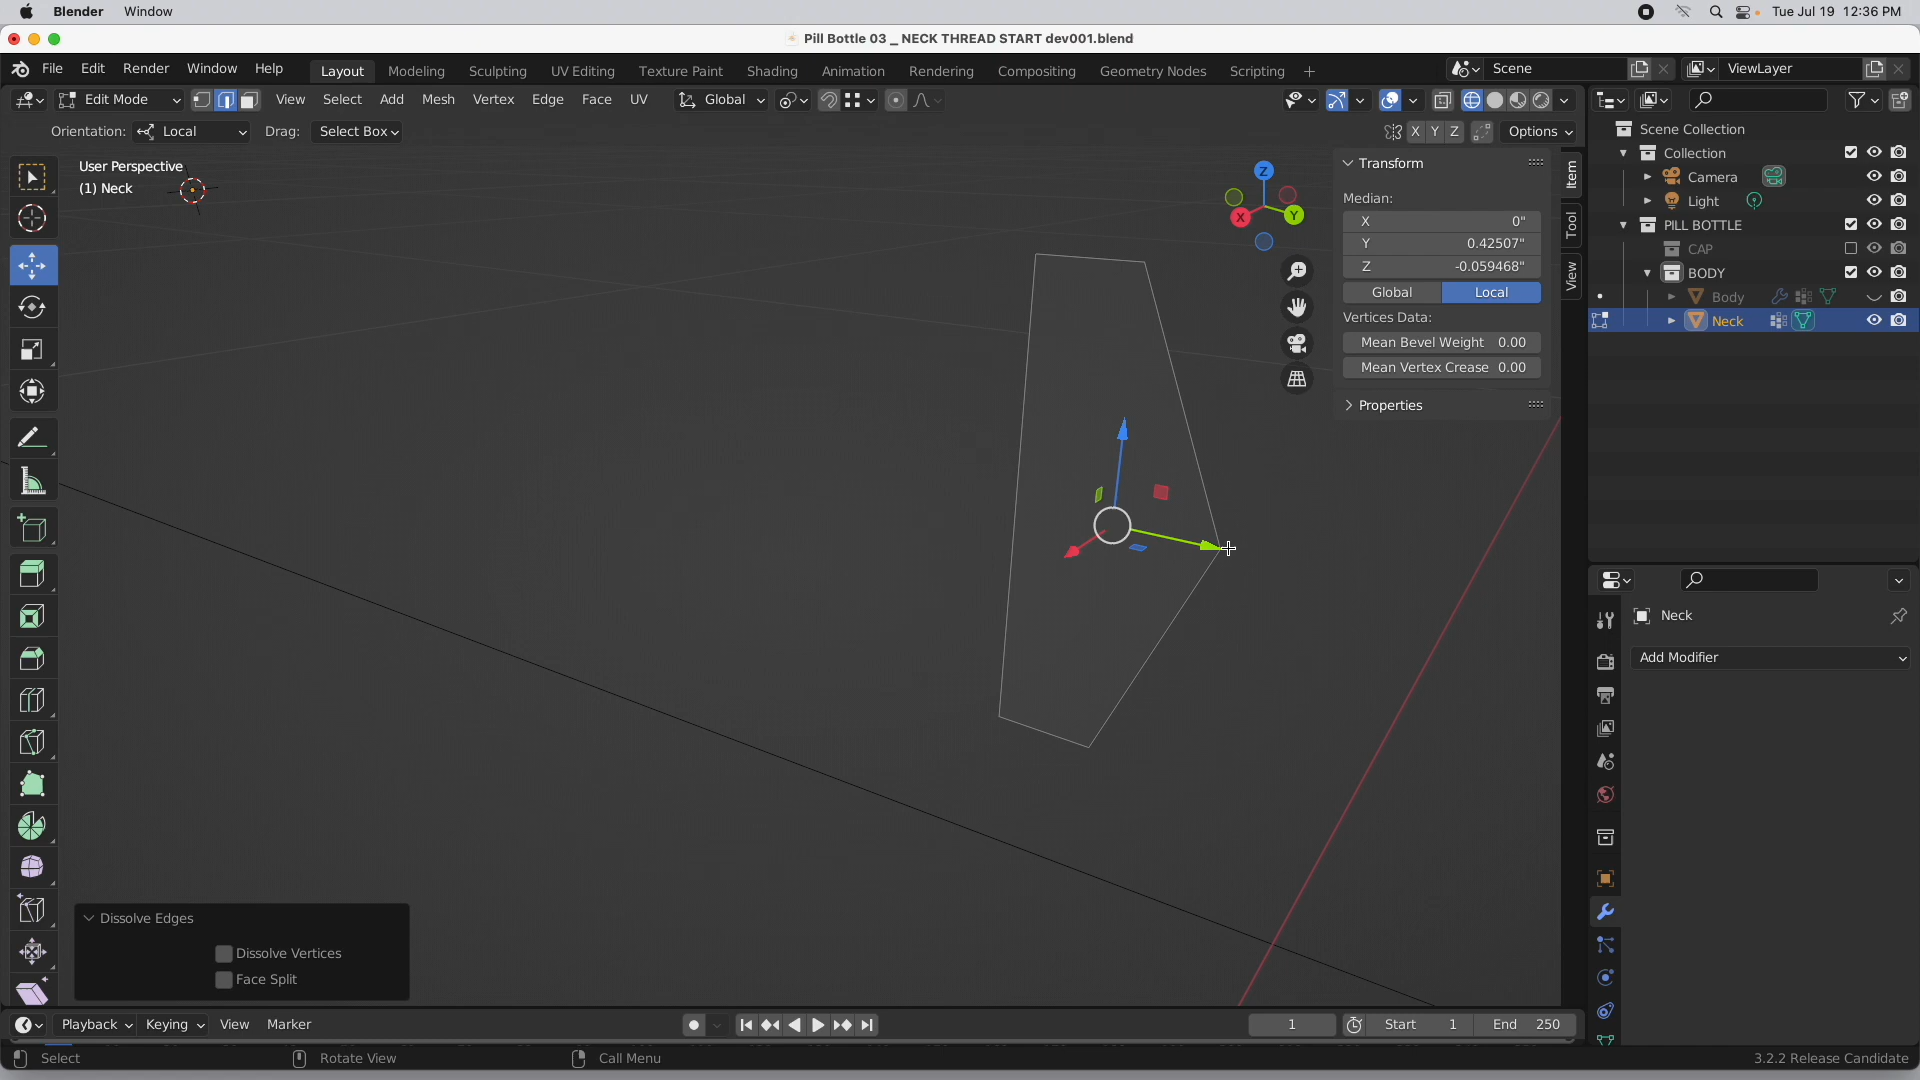 Blender Window Tue Jul 19 12:36 PM
Pill Bottle 03 _ NECK THREAD START dev001.blend
File Edit Render Window Help Layout Modeling Sculpting UV Editing Texture Paint Shading Animation Rendering Compositing Geometry Nodes Scripting + Scene ViewLayer
Edit Mode View Select Add Mesh Vertex Edge Face UV Global
Orientation: Local Drag: Select Box X Y Z Options
User Perspective
(1) Neck
Z
X
Y
Transform
Median:
X 0"
Y 0.42507"
Z -0.059468"
Global Local
Vertices Data:
Mean Bevel Weight 0.00
Mean Vertex Crease 0.00
Properties
Item
Tool
View
Scene Collection
Collection
Camera
Light
PILL BOTTLE
CAP
BODY
Body
Neck
Neck
Add Modifier
Dissolve Edges
Dissolve Vertices
Face Split
Playback Keying View Marker 1 Start 1 End 250
Select Rotate View Call Menu 3.2.2 Release Candidate